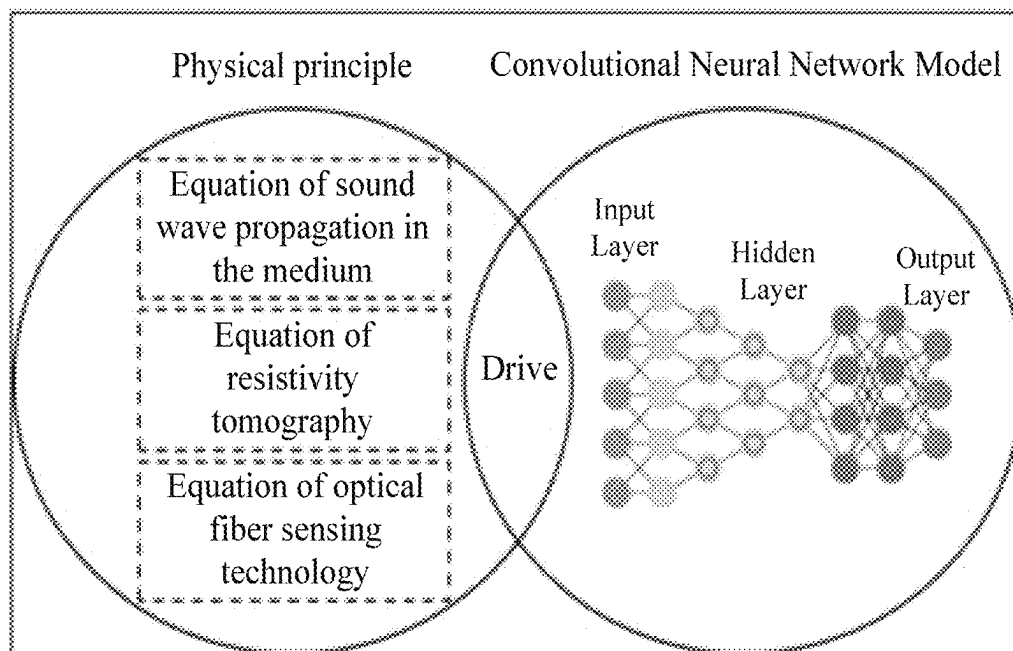 Physical principle
Convolutional Neural Network Model
Equation of sound
wave propagation in
the medium
Equation of
resistivity
tomography
Equation of optical
fiber sensing
technology
Drive
Input
Layer
Hidden
Layer
Output
Layer